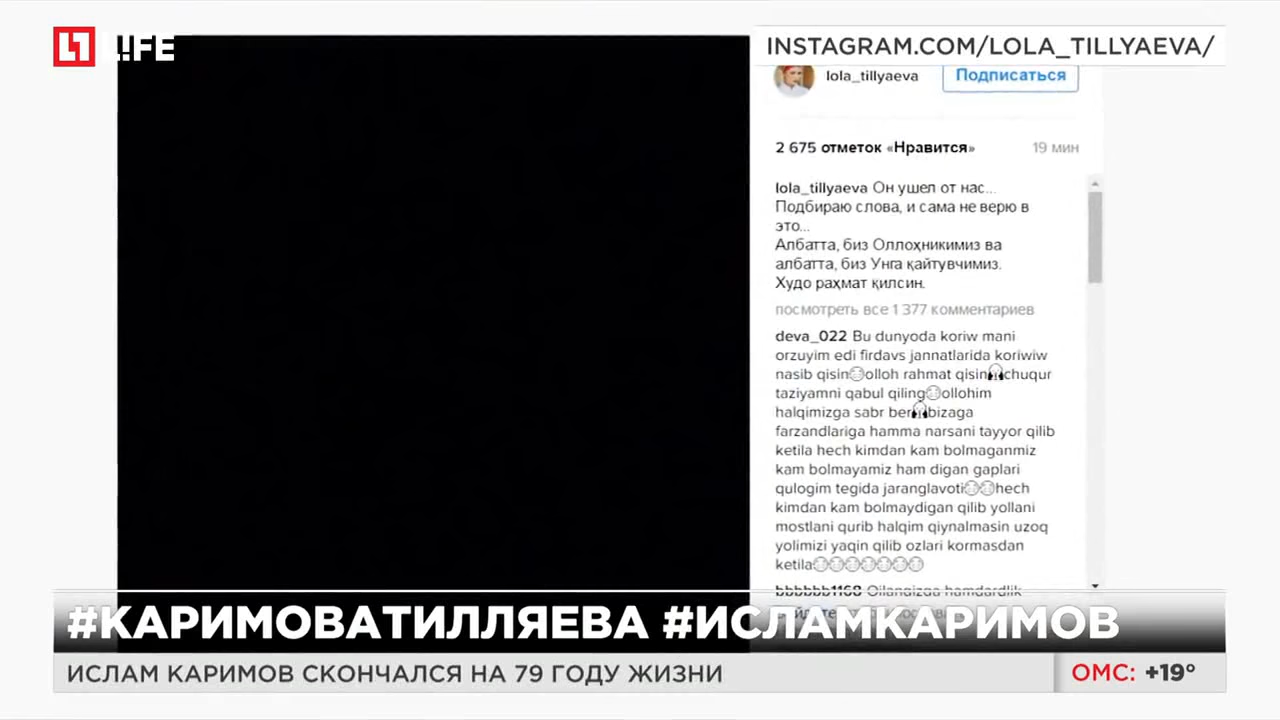 L!FE
INSTAGRAM.COM/LOLA_TILLYAEVA/
lola_tillyaeva
Подписаться
2 675 отметок «Нравится»
19 мин
lola_tillyaeva Он ушел от нас...
Подбираю слова, и сама не верю в
это...
Албатта, биз Оллоҳникимиз ва
албатта, биз Унга қайтувчимиз.
Худо раҳмат қилсин.
посмотреть все 1 377 комментариев
deva_022 Bu dunyoda koriw mani
orzuyim edi firdavs jannatlarida koriwiw
nasib qisin olloh rahmat qisin chuqur
taziyamni qabul qiling ollohim
halqimizga sabr ber bizaga
farzandlariga hamma narsani tayyor qilib
ketila hech kimdan kam bolmaganmiz
kam bolmayamiz ham digan gaplari
qulogim tegida jaranglavoti hech
kimdan kam bolmaydigan qilib yollani
mostlani qurib halqim qiynalmasin uzoq
yolimizi yaqin qilib ozlari kormasdan
ketila
bbbbbb1168 Oilangizga hamdardlik
#КАРИМОВАТИЛЛЯЕВА #ИСЛАМКАРИМОВ
ИСЛАМ КАРИМОВ СКОНЧАЛСЯ НА 79 ГОДУ ЖИЗНИ
ОМС: +19°